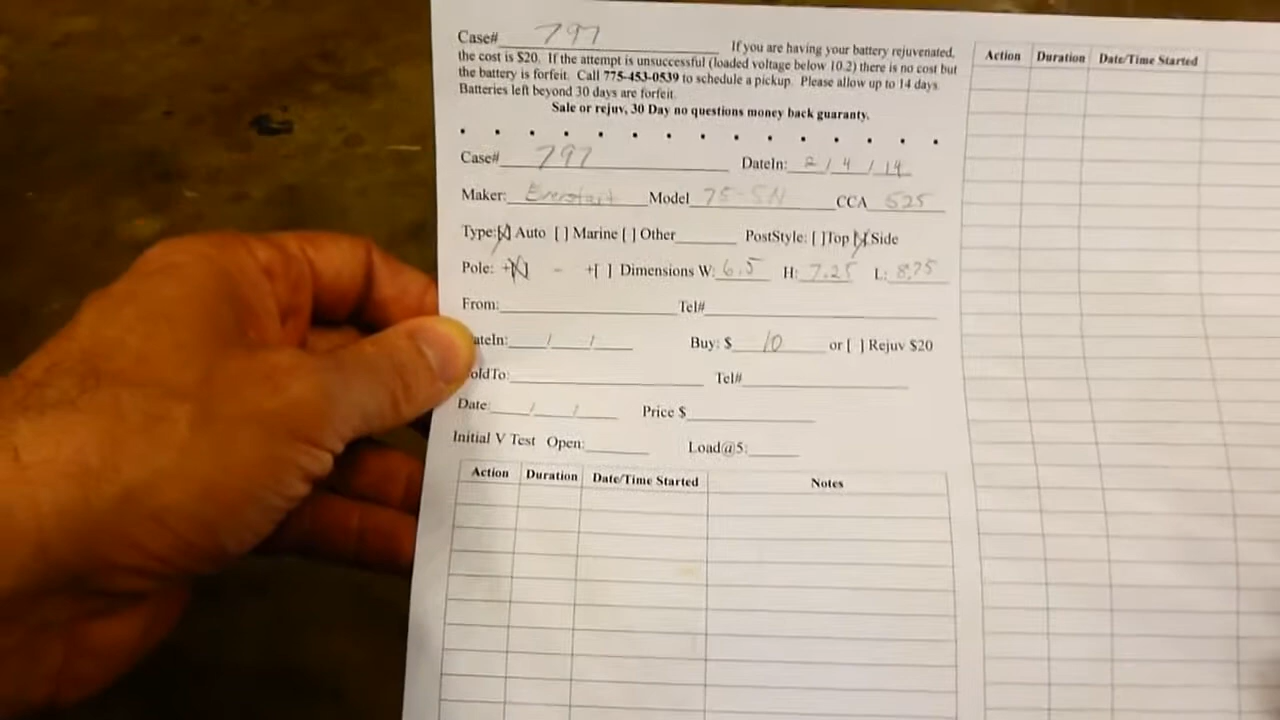 Case# 797
If you are having your battery rejuvenated,
the cost is $20. If the attempt is unsuccessful (loaded voltage below 10.2) there is no cost but
the battery is forfeit. Call 775-453-0539 to schedule a pickup. Please allow up to 14 days.
Batteries left beyond 30 days are forfeit.
Sale or rejuv, 30 Day no questions money back guaranty.
Case# 797 DateIn: 2/4/14
Maker: Everstart Model 75-5N CCA 525
Type:[X] Auto [ ] Marine [ ] Other PostStyle: [ ]Top [X]Side
Pole: +[X] - +[ ] Dimensions W: 6.5 H: 7.25 L: 8.75
From: Tel#
ateIn: / / Buy: $ 10 or [ ] Rejuv $20
oldTo: Tel#
Date: / / Price $
Initial V Test Open: Load@5:
Action Duration Date/Time Started Notes
Action Duration Date/Time Started